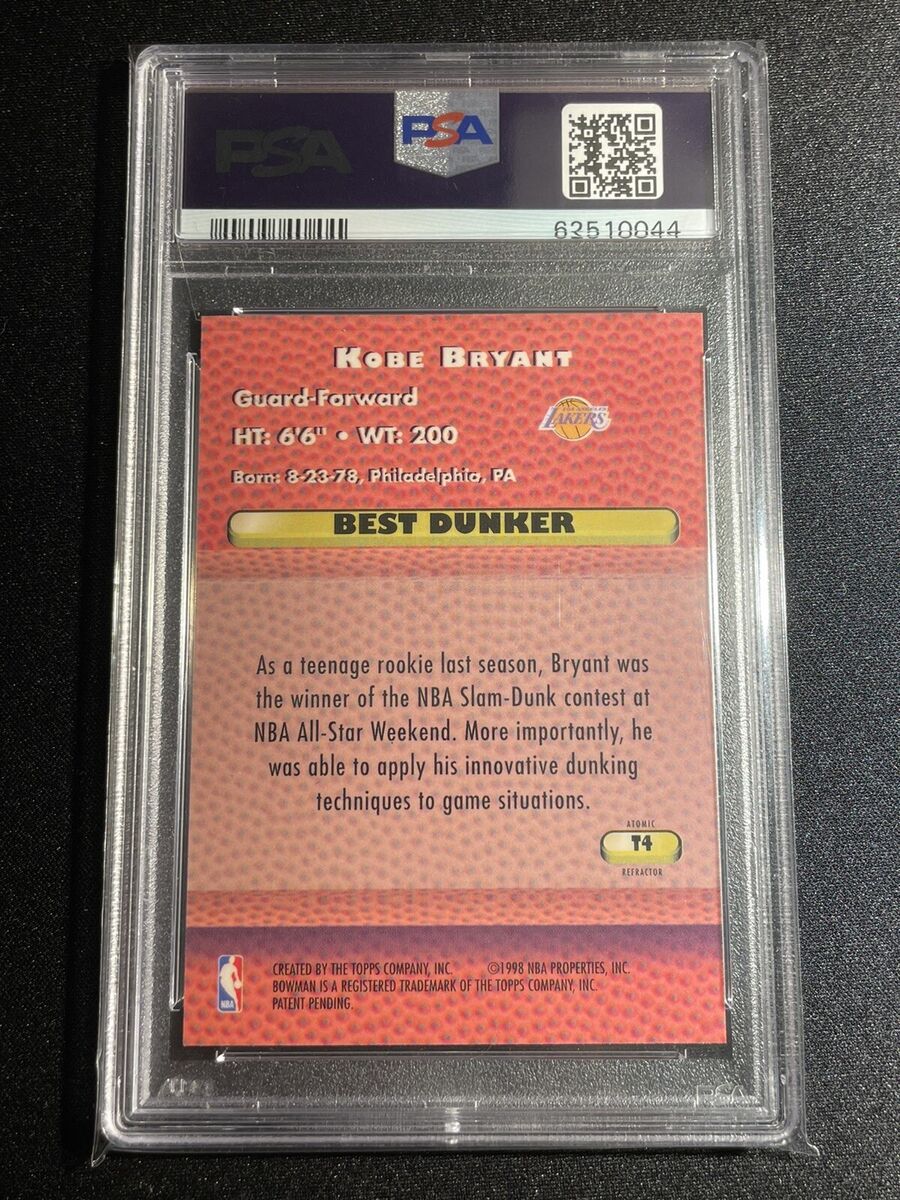 PSA
PSA
63510044
KOBE BRYANT
Guard-Forward
HT: 6'6" • WT: 200
Born: 8-23-78, Philadelphia, PA
LOS ANGELES
LAKERS
BEST DUNKER
As a teenage rookie last season, Bryant was
the winner of the NBA Slam-Dunk contest at
NBA All-Star Weekend. More importantly, he
was able to apply his innovative dunking
techniques to game situations.
ATOMIC
T4
REFRACTOR
CREATED BY THE TOPPS COMPANY, INC. ©1998 NBA PROPERTIES, INC.
BOWMAN IS A REGISTERED TRADEMARK OF THE TOPPS COMPANY, INC.
PATENT PENDING.
NBA
PSA